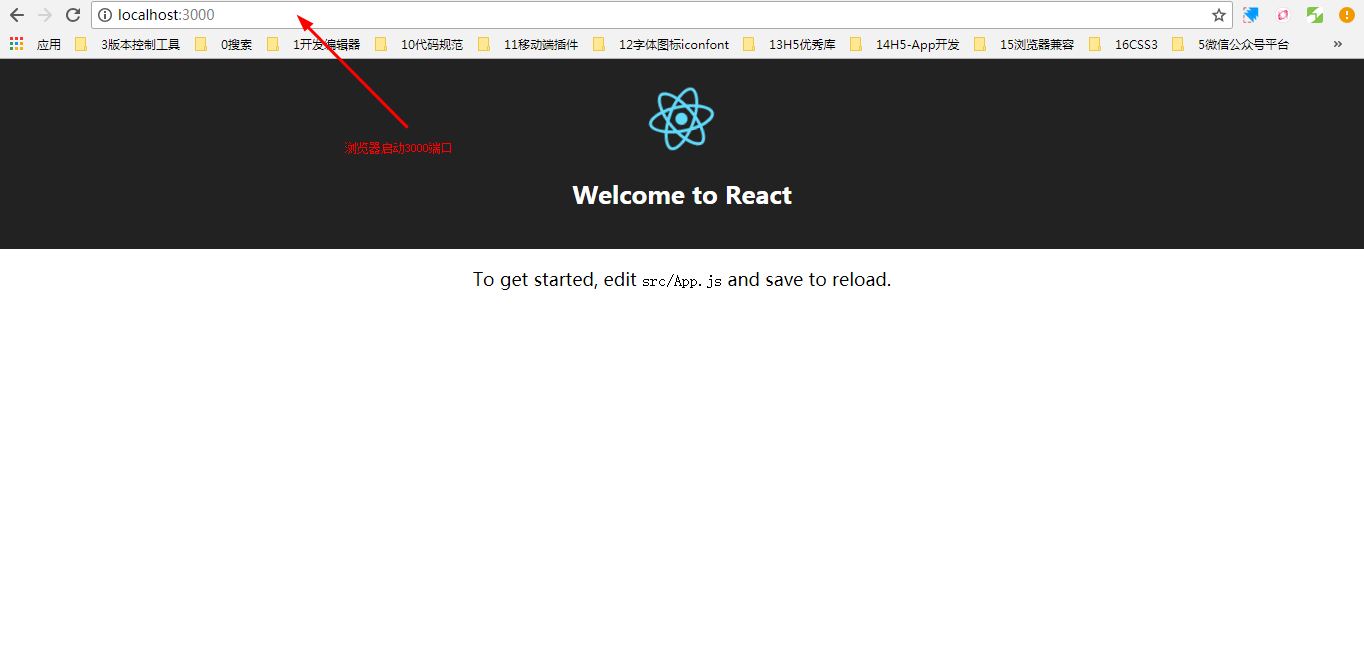 localhost:3000
应用 3版本控制工具 0搜索 1开发编辑器 10代码规范 11移动端插件 12字体图标iconfont 13H5优秀库 14H5-App开发 15浏览器兼容 16CSS3 5微信公众号平台 »
浏览器启动3000端口
Welcome to React
To get started, edit src/App.js and save to reload.